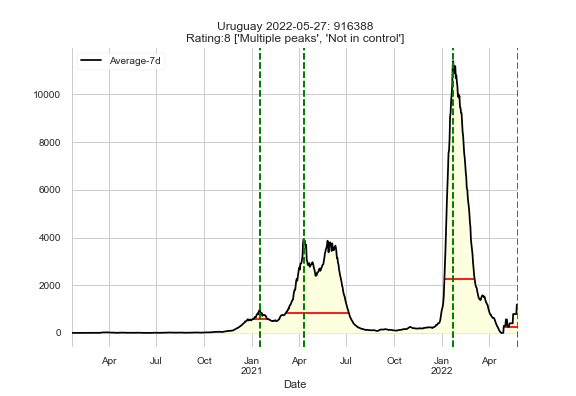 Uruguay 2022-05-27: 916388
Rating:8 ['Multiple peaks', 'Not in control']
Average-7d
10000
8000
6000
4000
2000
0
Apr Jul Oct Jan Apr Jul Oct Jan Apr
2021 2022
Date